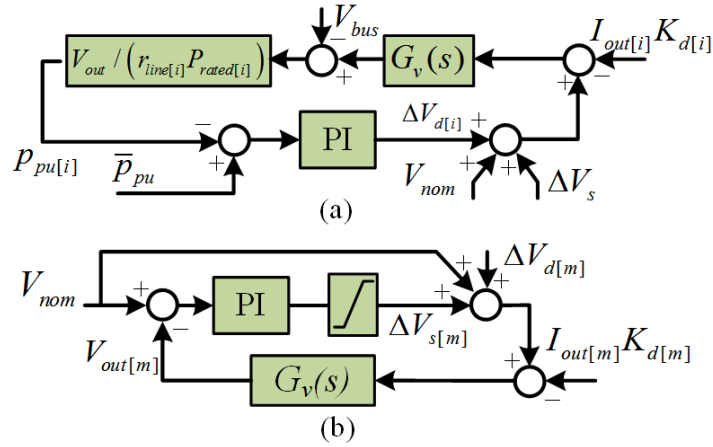 V_bus
I_out[i] K_d[i]
V_out / (r_line[i] P_rated[i])
− + G_v(s) − +
p_pu[i] − + PI ΔV_d[i] + + +
p̅_pu V_nom ΔV_s
(a)
V_nom + − PI ΔV_s[m] + + + ΔV_d[m]
V_out[m] G_v(s) + − I_out[m] K_d[m]
(b)